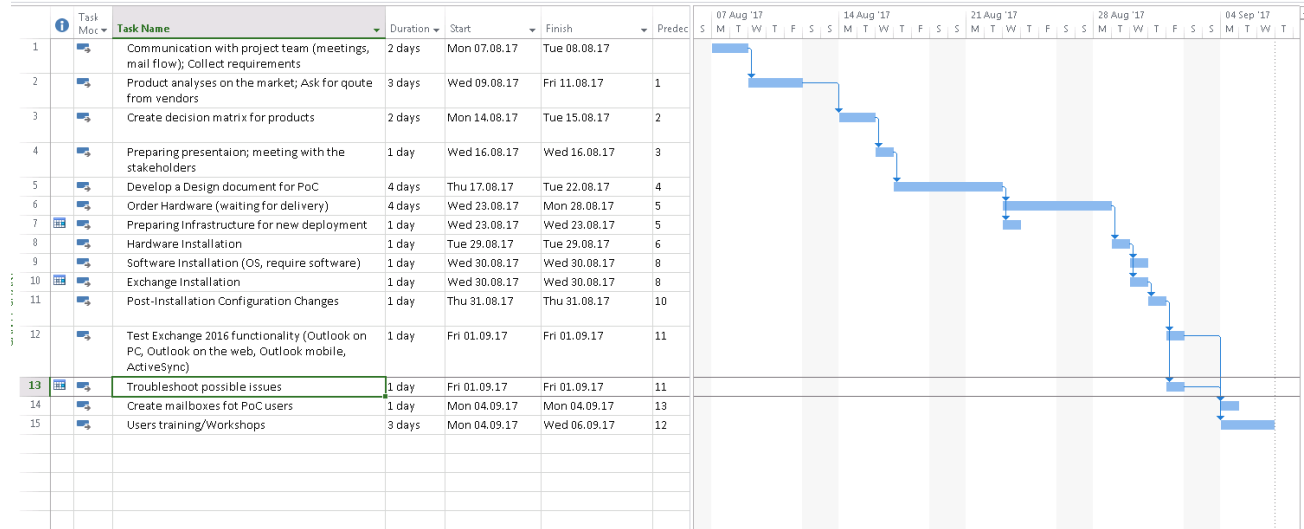 07 Aug '17 14 Aug '17 21 Aug '17 28 Aug '17 04 Sep '17
Task
Moc Task Name Duration Start Finish Predec S M T W T F S S M T W T F S S M T W T F S S M T W T F S S M T W T
1 Communication with project team (meetings, 2 days Mon 07.08.17 Tue 08.08.17
mail flow); Collect requirements
2 Product analyses on the market; Ask for qoute 3 days Wed 09.08.17 Fri 11.08.17 1
from vendors
3 Create decision matrix for products 2 days Mon 14.08.17 Tue 15.08.17 2
4 Preparing presentaion; meeting with the 1 day Wed 16.08.17 Wed 16.08.17 3
stakeholders
5 Develop a Design document for PoC 4 days Thu 17.08.17 Tue 22.08.17 4
6 Order Hardware (waiting for delivery) 4 days Wed 23.08.17 Mon 28.08.17 5
7 Preparing Infrastructure for new deployment 1 day Wed 23.08.17 Wed 23.08.17 5
8 Hardware Installation 1 day Tue 29.08.17 Tue 29.08.17 6
9 Software Installation (OS, require software) 1 day Wed 30.08.17 Wed 30.08.17 8
10 Exchange Installation 1 day Wed 30.08.17 Wed 30.08.17 8
11 Post-Installation Configuration Changes 1 day Thu 31.08.17 Thu 31.08.17 10
12 Test Exchange 2016 functionality (Outlook on 1 day Fri 01.09.17 Fri 01.09.17 11
PC, Outlook on the web, Outlook mobile,
ActiveSync)
13 Troubleshoot possible issues 1 day Fri 01.09.17 Fri 01.09.17 11
14 Create mailboxes fot PoC users 1 day Mon 04.09.17 Mon 04.09.17 13
15 Users training/Workshops 3 days Mon 04.09.17 Wed 06.09.17 12